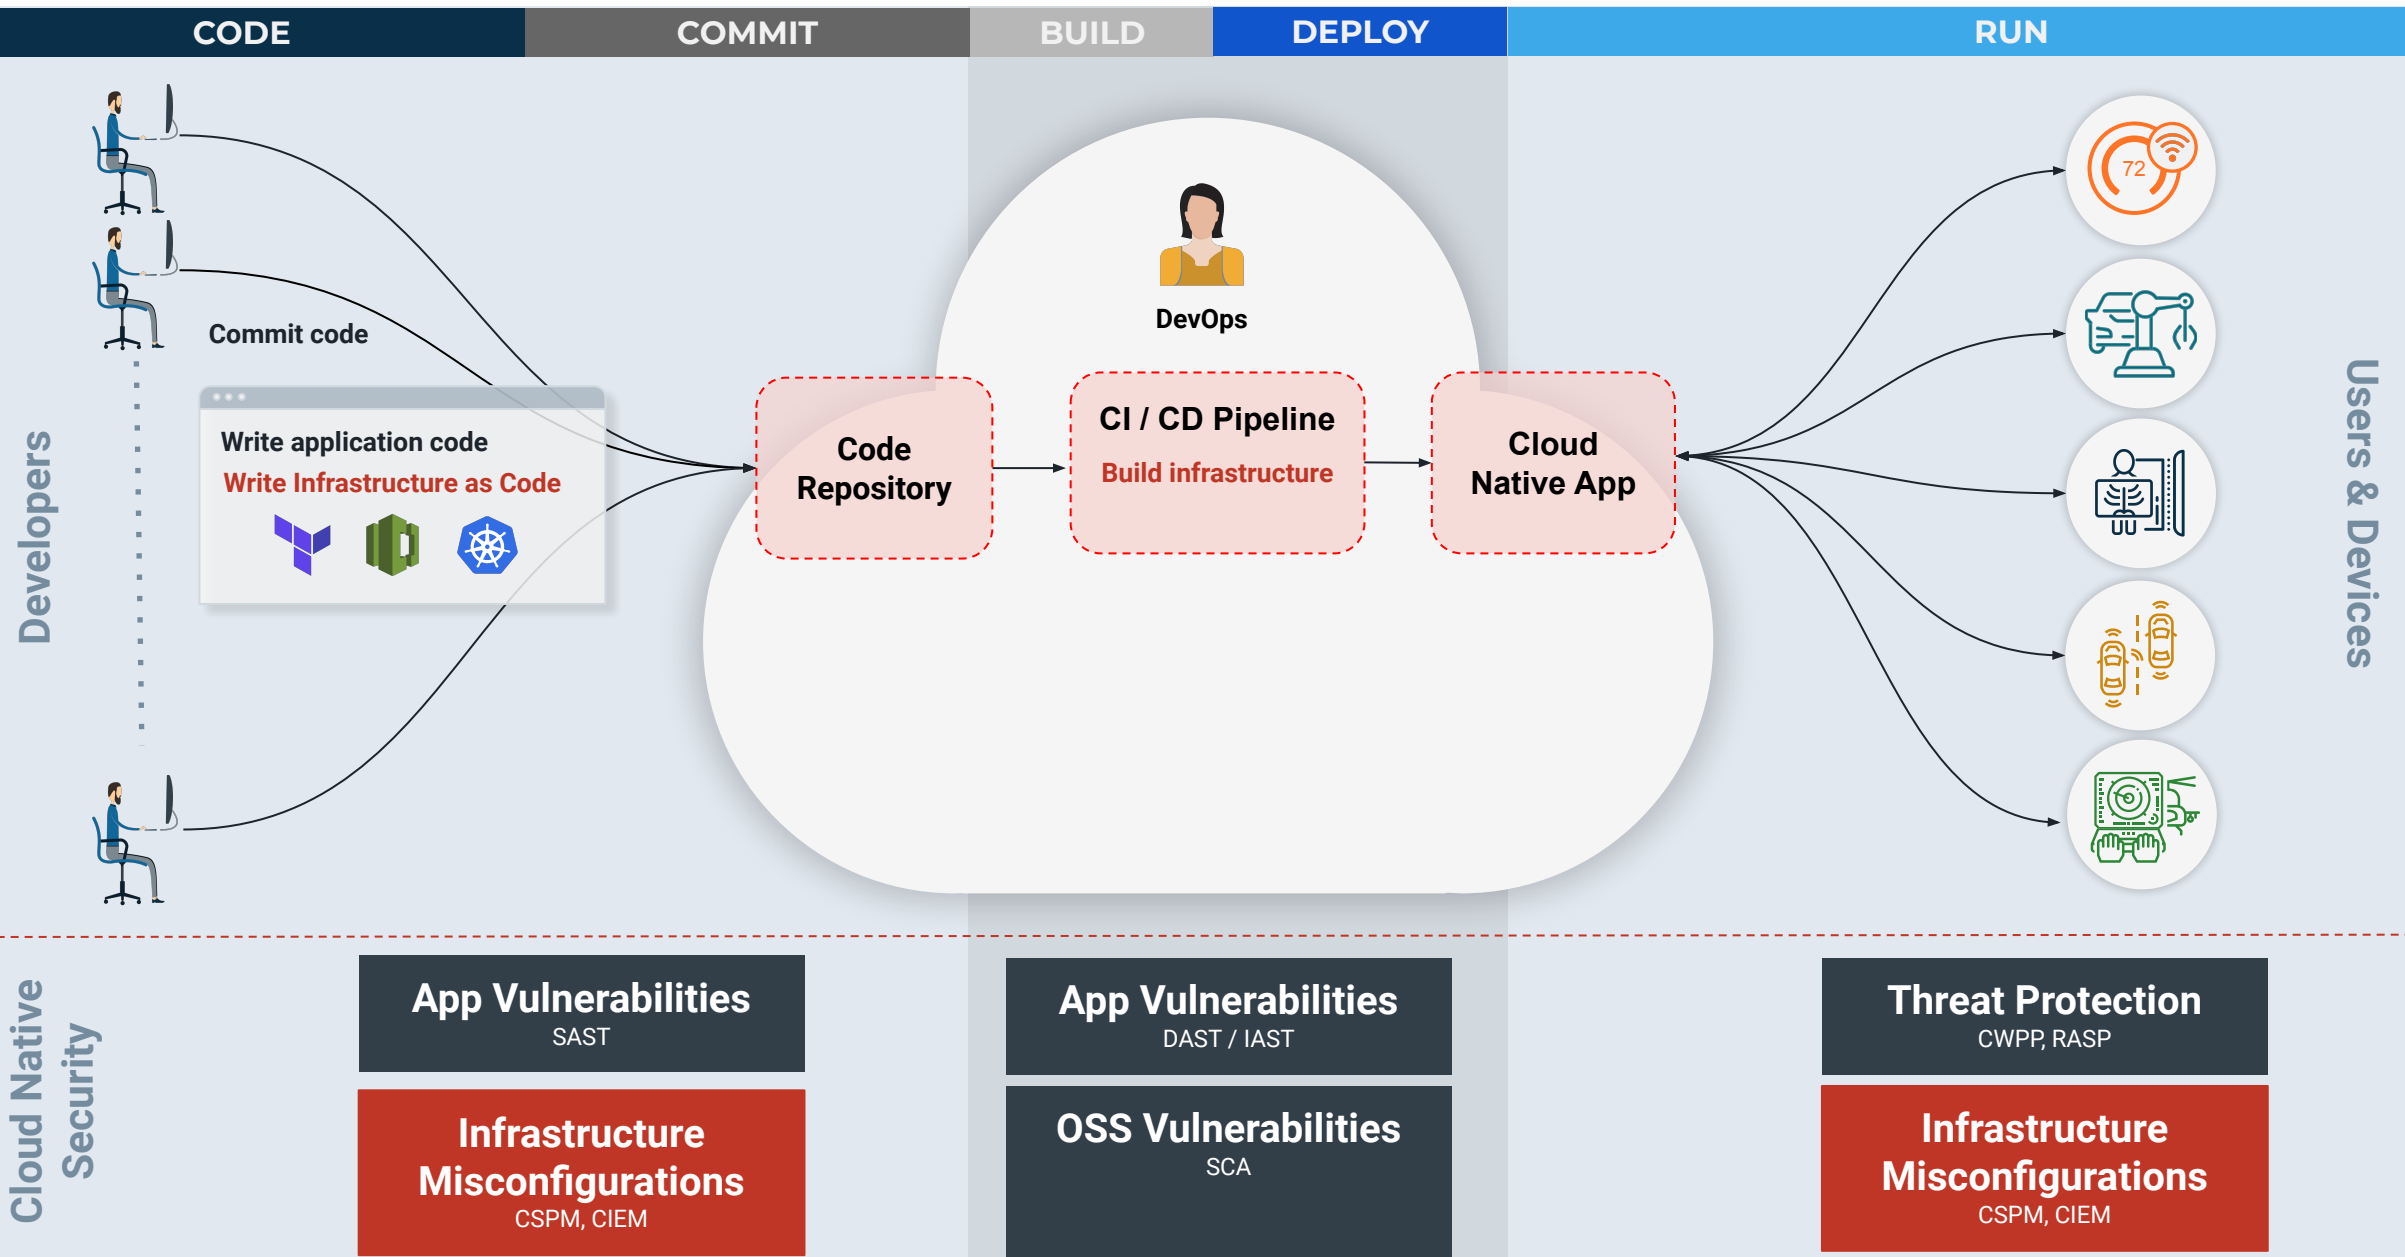 CODE
COMMIT
BUILD
DEPLOY
RUN
Developers
Commit code
Write application code
Write Infrastructure as Code
DevOps
Code
Repository
CI / CD Pipeline
Build infrastructure
Cloud
Native App
72
Users & Devices
Cloud Native
Security
App Vulnerabilities
SAST
Infrastructure
Misconfigurations
CSPM, CIEM
App Vulnerabilities
DAST / IAST
OSS Vulnerabilities
SCA
Threat Protection
CWPP, RASP
Infrastructure
Misconfigurations
CSPM, CIEM